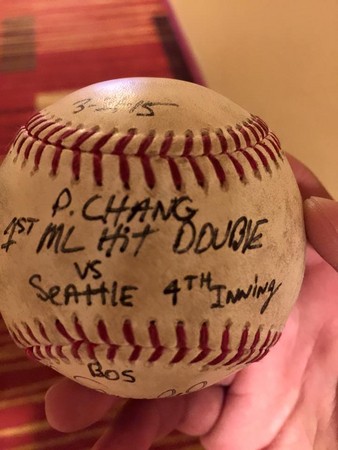 P. CHANG
1ST ML Hit DOUBLE
VS
SEATTLE 4TH INNING
BOS